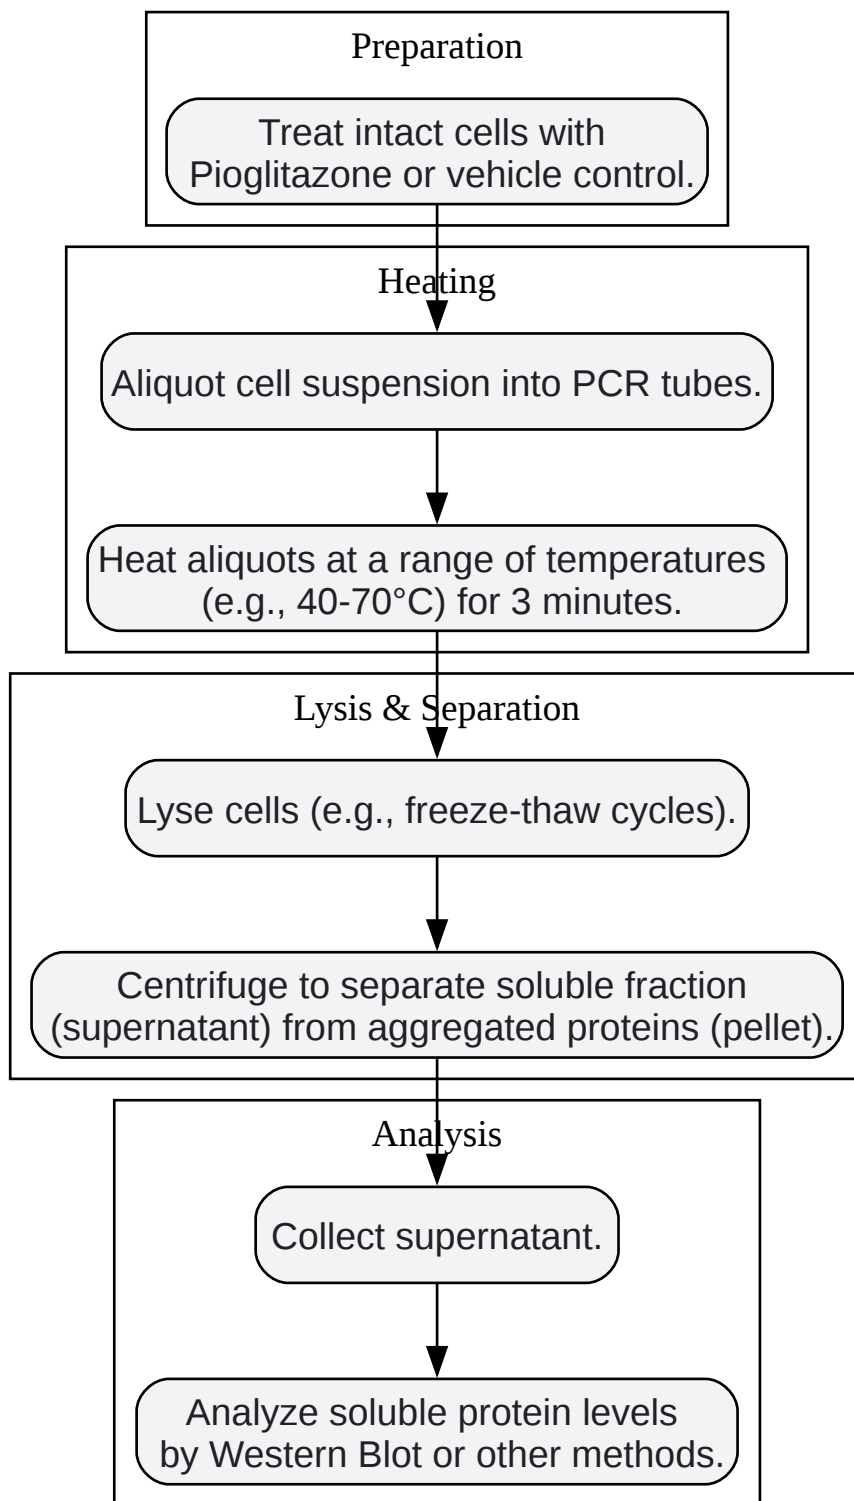 Preparation
Treat intact cells with
Pioglitazone or vehicle control.
Heating
Aliquot cell suspension into PCR tubes.
Heat aliquots at a range of temperatures
(e.g., 40-70°C) for 3 minutes.
Lysis & Separation
Lyse cells (e.g., freeze-thaw cycles).
Centrifuge to separate soluble fraction
(supernatant) from aggregated proteins (pellet).
Analysis
Collect supernatant.
Analyze soluble protein levels
by Western Blot or other methods.